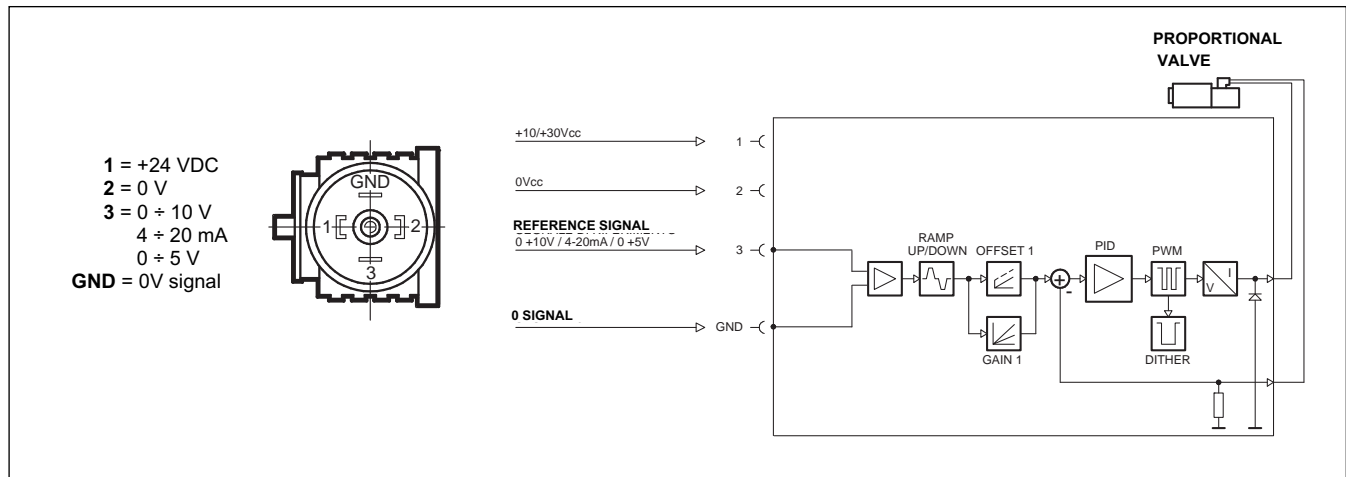 PROPORTIONAL
VALVE
1 = +24 VDC
2 = 0 V
3 = 0 ÷ 10 V
4 ÷ 20 mA
0 ÷ 5 V
GND = 0V signal
GND
1
2
3
+10/+30Vcc
1
0Vcc
2
REFERENCE SIGNAL
0 +10V / 4-20mA / 0 +5V
3
0 SIGNAL
GND
RAMP
UP/DOWN
OFFSET 1
GAIN 1
+
-
PID
PWM
DITHER
I
V